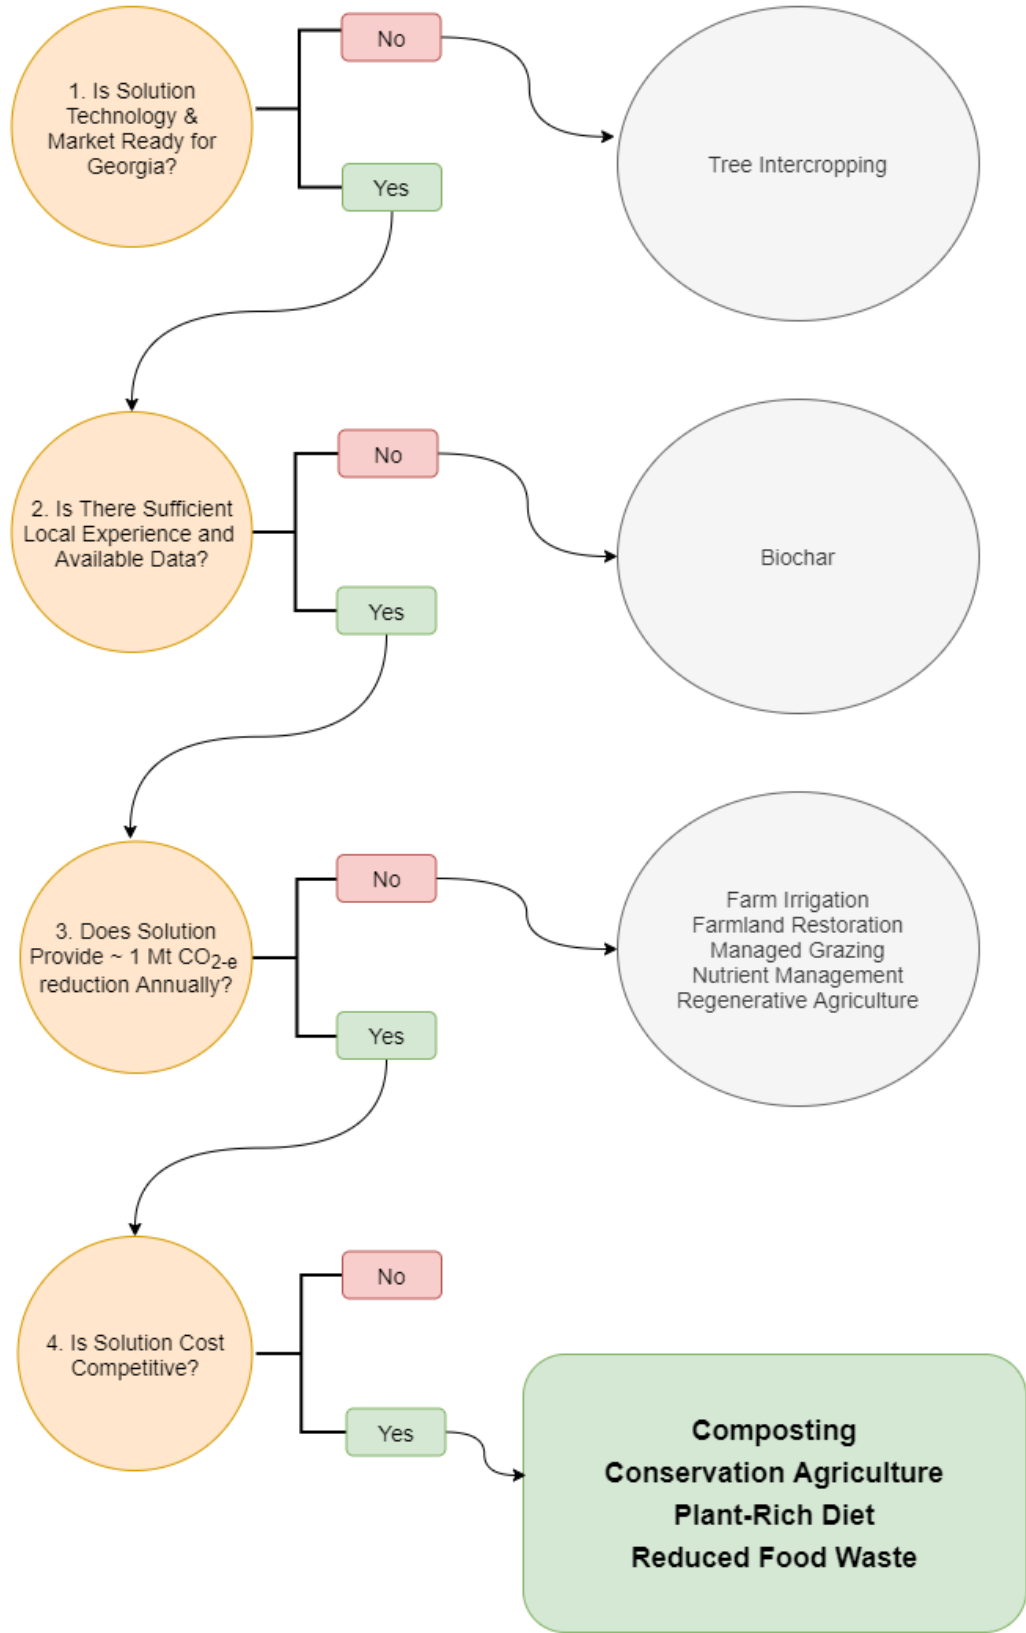 No
1. Is Solution
Technology &
Market Ready for
Georgia?
Tree Intercropping
Yes
No
2. Is There Sufficient
Local Experience and
Available Data?
Biochar
Yes
No
3. Does Solution
Provide ~ 1 Mt CO2-e
reduction Annually?
Farm Irrigation
Farmland Restoration
Managed Grazing
Nutrient Management
Regenerative Agriculture
Yes
No
4. Is Solution Cost
Competitive?
Yes
Composting
Conservation Agriculture
Plant-Rich Diet
Reduced Food Waste